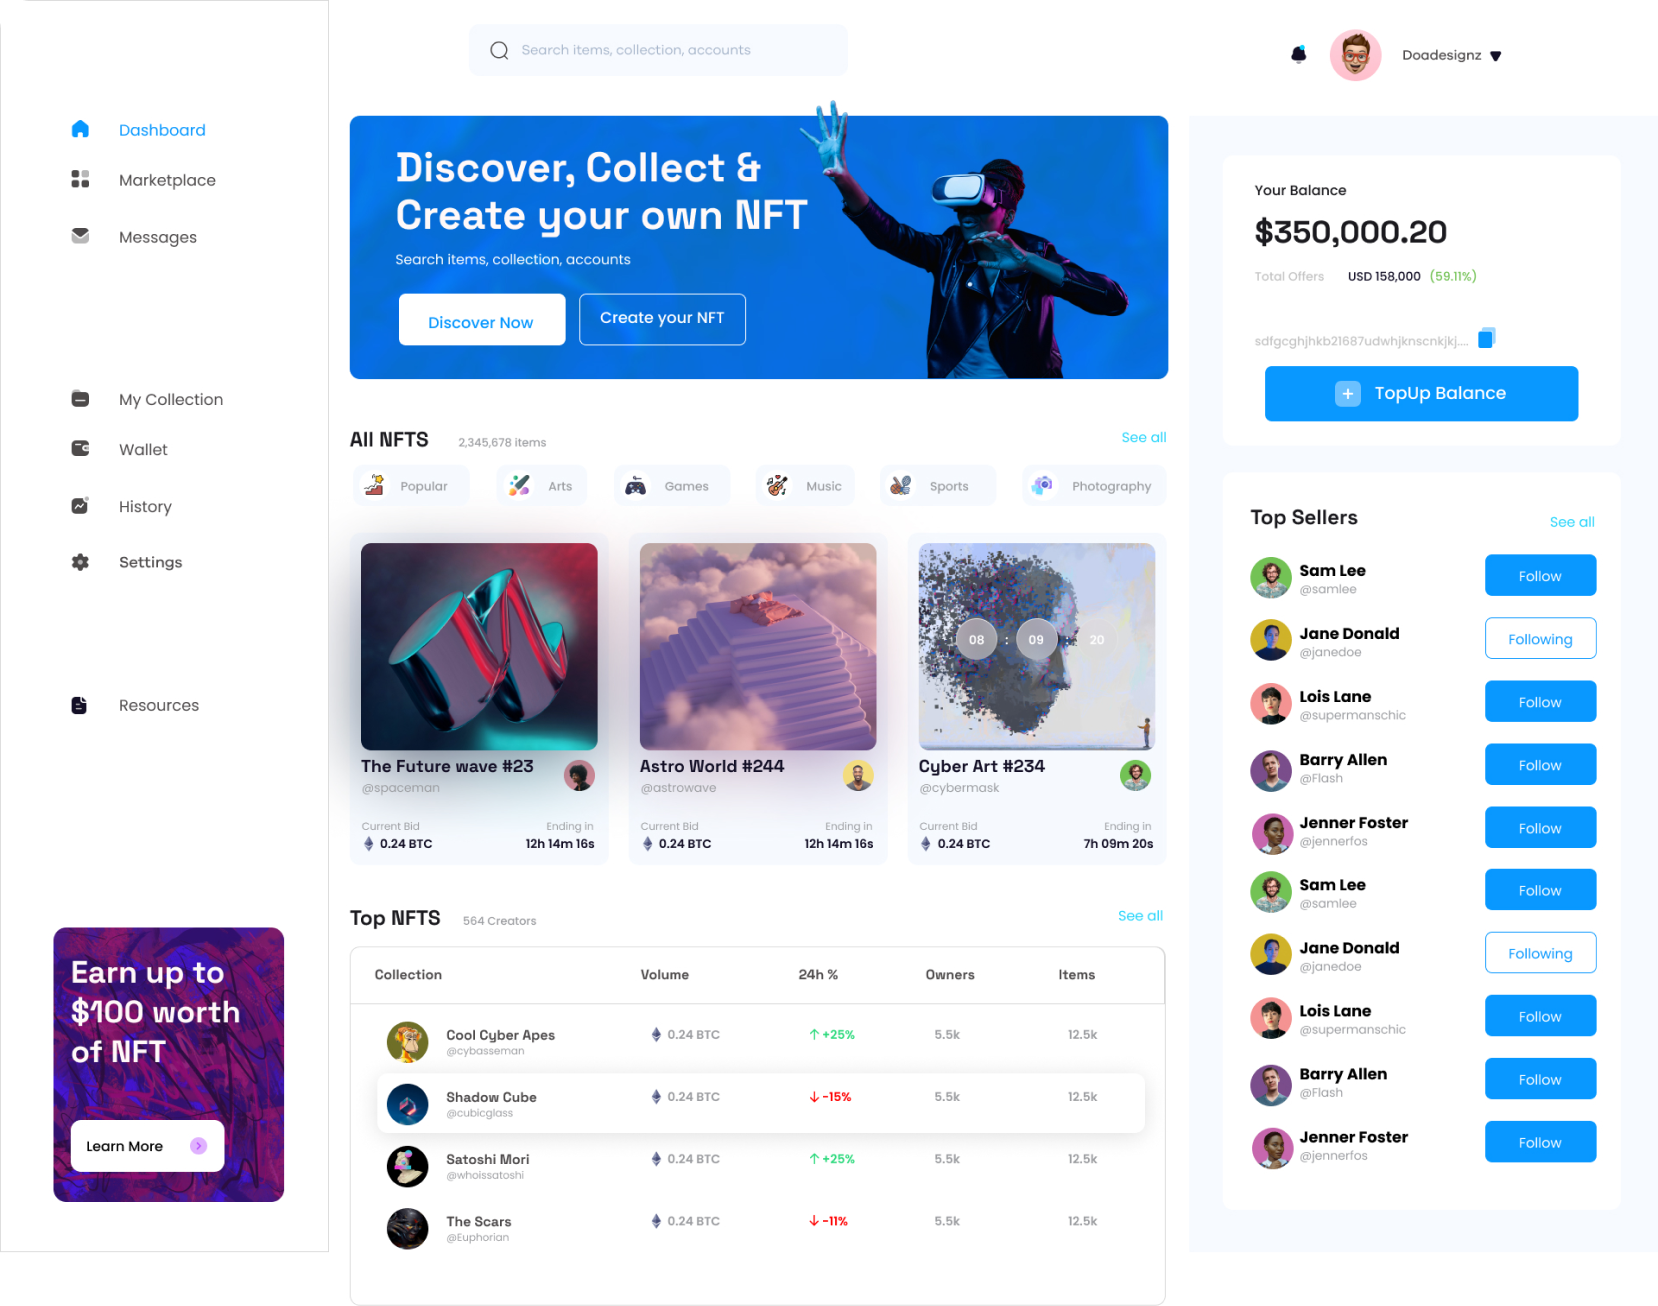 Search items, collection, accounts
Doadesignz
Dashboard
Marketplace
Messages
My Collection
Wallet
History
Settings
Resources
Earn up to
$100 worth
of NFT
Learn More
Discover, Collect &
Create your own NFT
Search items, collection, accounts
Discover Now
Create your NFT
All NFTS
2,345,678 items
See all
Popular
Arts
Games
Music
Sports
Photography
The Future wave #23
@spaceman
Current Bid
Ending in
0.24 BTC
12h 14m 16s
Astro World #244
@astrowave
Current Bid
Ending in
0.24 BTC
12h 14m 16s
08 : 09 : 20
Cyber Art #234
@cybermask
Current Bid
Ending in
0.24 BTC
7h 09m 20s
Top NFTS
564 Creators
See all
Collection Volume 24h % Owners Items
Cool Cyber Apes
@cybasseman
0.24 BTC
+25%
5.5k
12.5k
Shadow Cube
@cubicglass
0.24 BTC
-15%
5.5k
12.5k
Satoshi Mori
@whoissatoshi
0.24 BTC
+25%
5.5k
12.5k
The Scars
@Euphorian
0.24 BTC
-11%
5.5k
12.5k
Your Balance
$350,000.20
Total Offers USD 158,000 (59.11%)
sdfgcghjhkb21687udwhjknscnkjkj....
+ TopUp Balance
Top Sellers
See all
Sam Lee
@samlee
Follow
Jane Donald
@janedoe
Following
Lois Lane
@supermanschic
Follow
Barry Allen
@Flash
Follow
Jenner Foster
@jennerfos
Follow
Sam Lee
@samlee
Follow
Jane Donald
@janedoe
Following
Lois Lane
@supermanschic
Follow
Barry Allen
@Flash
Follow
Jenner Foster
@jennerfos
Follow